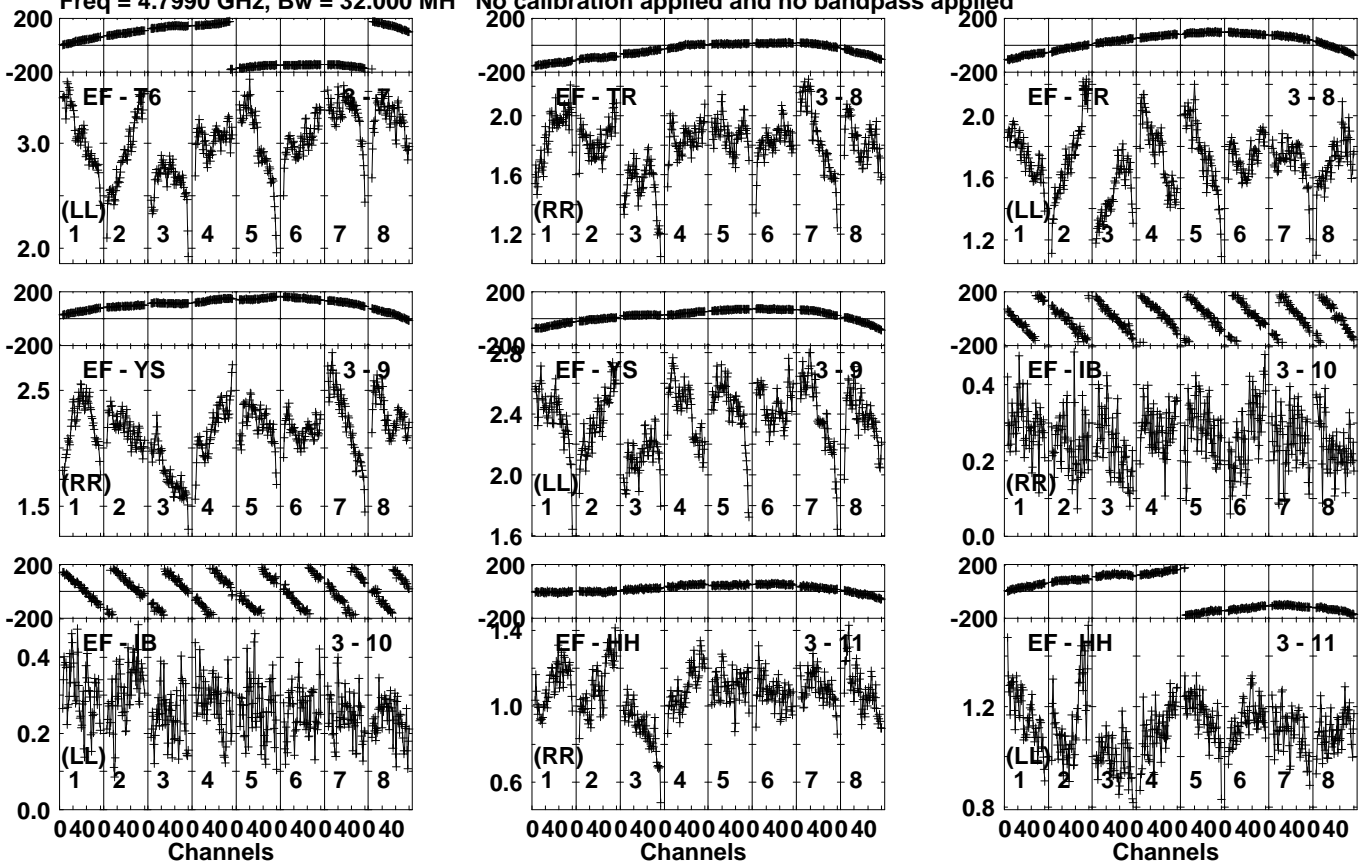 Freq = 4.7990 GHz, Bw = 32.000 MH No calibration applied and no bandpass applied
200
-200
EF - T6 3 - 7
3.0
2.0
(LL)
1 2 3 4 5 6 7 8
200
-200
EF - TR 3 - 8
2.0
1.6
1.2
(RR)
1 2 3 4 5 6 7 8
200
-200
EF - TR 3 - 8
2.0
1.6
1.2
(LL)
1 2 3 4 5 6 7 8
200
-200
EF - YS 3 - 9
2.5
1.5
(RR)
1 2 3 4 5 6 7 8
200
-200
2.8
EF - YS 3 - 9
2.4
2.0
1.6
(LL)
1 2 3 4 5 6 7 8
200
-200
EF - IB 3 - 10
0.4
0.2
0.0
(RR)
1 2 3 4 5 6 7 8
200
-200
EF - IB 3 - 10
0.4
0.2
0.0
(LL)
1 2 3 4 5 6 7 8
0 40 0 40 0 40 0 40 0 40 0 40 0 40 0 40
Channels
200
-200
1.4
EF - HH 3 - 11
1.0
0.6
(RR)
1 2 3 4 5 6 7 8
0 40 0 40 0 40 0 40 0 40 0 40 0 40 0 40
Channels
200
-200
EF - HH 3 - 11
1.2
0.8
(LL)
1 2 3 4 5 6 7 8
0 40 0 40 0 40 0 40 0 40 0 40 0 40 0 40
Channels